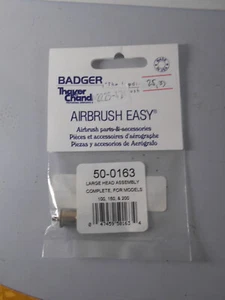 BADGER
Thayer
Chandler
AIRBRUSH EASY®
Airbrush parts & accessories
Pièces et accessoires d'aérographe
Piezas y accesorios de Aerógrafo
50-0163
LARGE HEAD ASSEMBLY
COMPLETE, FOR MODELS
100, 150, & 200